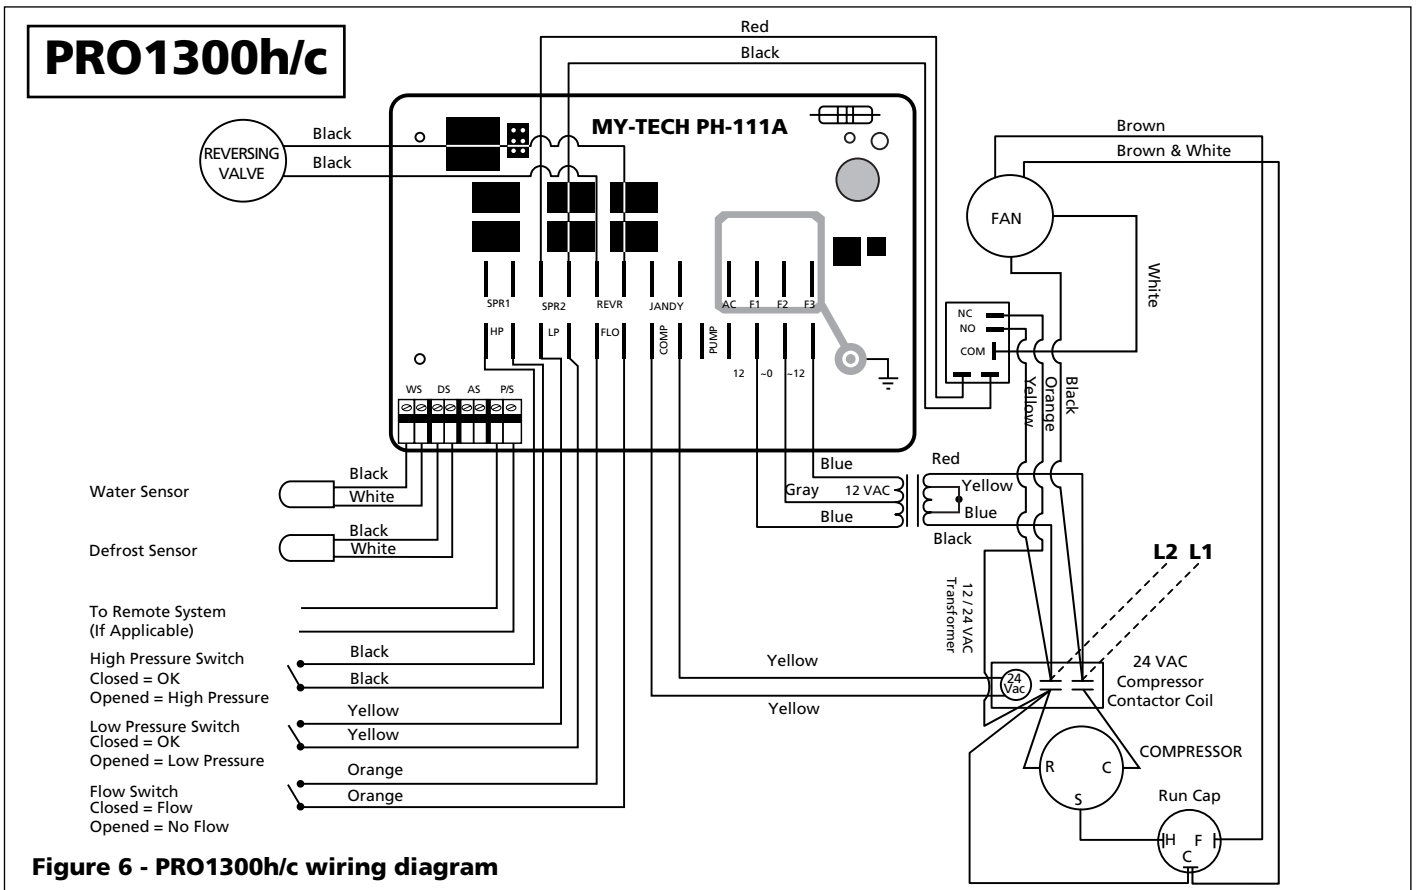 PRO1300h/c
Red
Black
MY-TECH PH-111A
Black
Black
REVERSING
VALVE
Brown
Brown & White
FAN
White
SPR1
SPR2
REVR
JANDY
AC
F1
F2
F3
HP
LP
FLO
COMP
PUMP
12
~0
~12
NC
NO
COM
Yellow
Orange
Black
WS
DS
AS
P/S
Water Sensor
Black
White
Defrost Sensor
Black
White
Blue
Gray
12 VAC
Blue
Red
Yellow
Blue
Black
12 / 24 VAC
Transformer
L2 L1
To Remote System
(If Applicable)
High Pressure Switch
Closed = OK
Opened = High Pressure
Black
Black
Low Pressure Switch
Closed = OK
Opened = Low Pressure
Yellow
Yellow
Flow Switch
Closed = Flow
Opened = No Flow
Orange
Orange
Yellow
Yellow
24
Vac
24 VAC
Compressor
Contactor Coil
COMPRESSOR
R
C
S
Run Cap
H
F
C
Figure 6 - PRO1300h/c wiring diagram